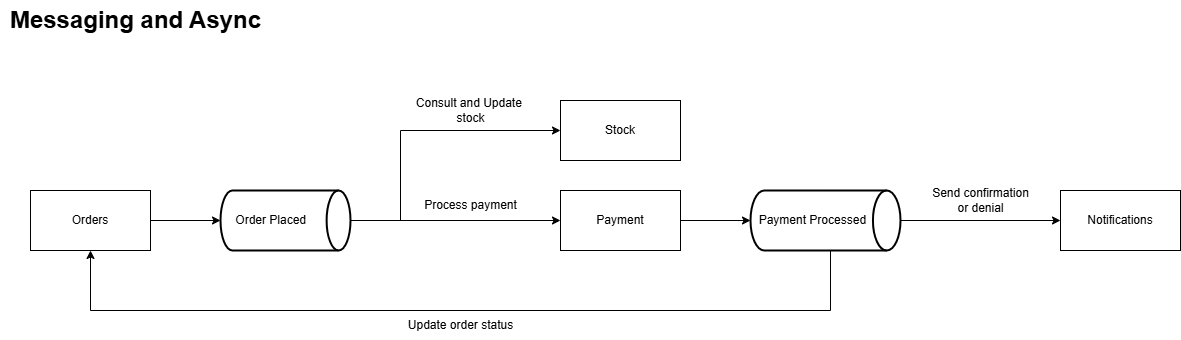 Messaging and Async
Consult and Update
stock
Stock
Orders
Order Placed
Process payment
Payment
Payment Processed
Send confirmation
or denial
Notifications
Update order status